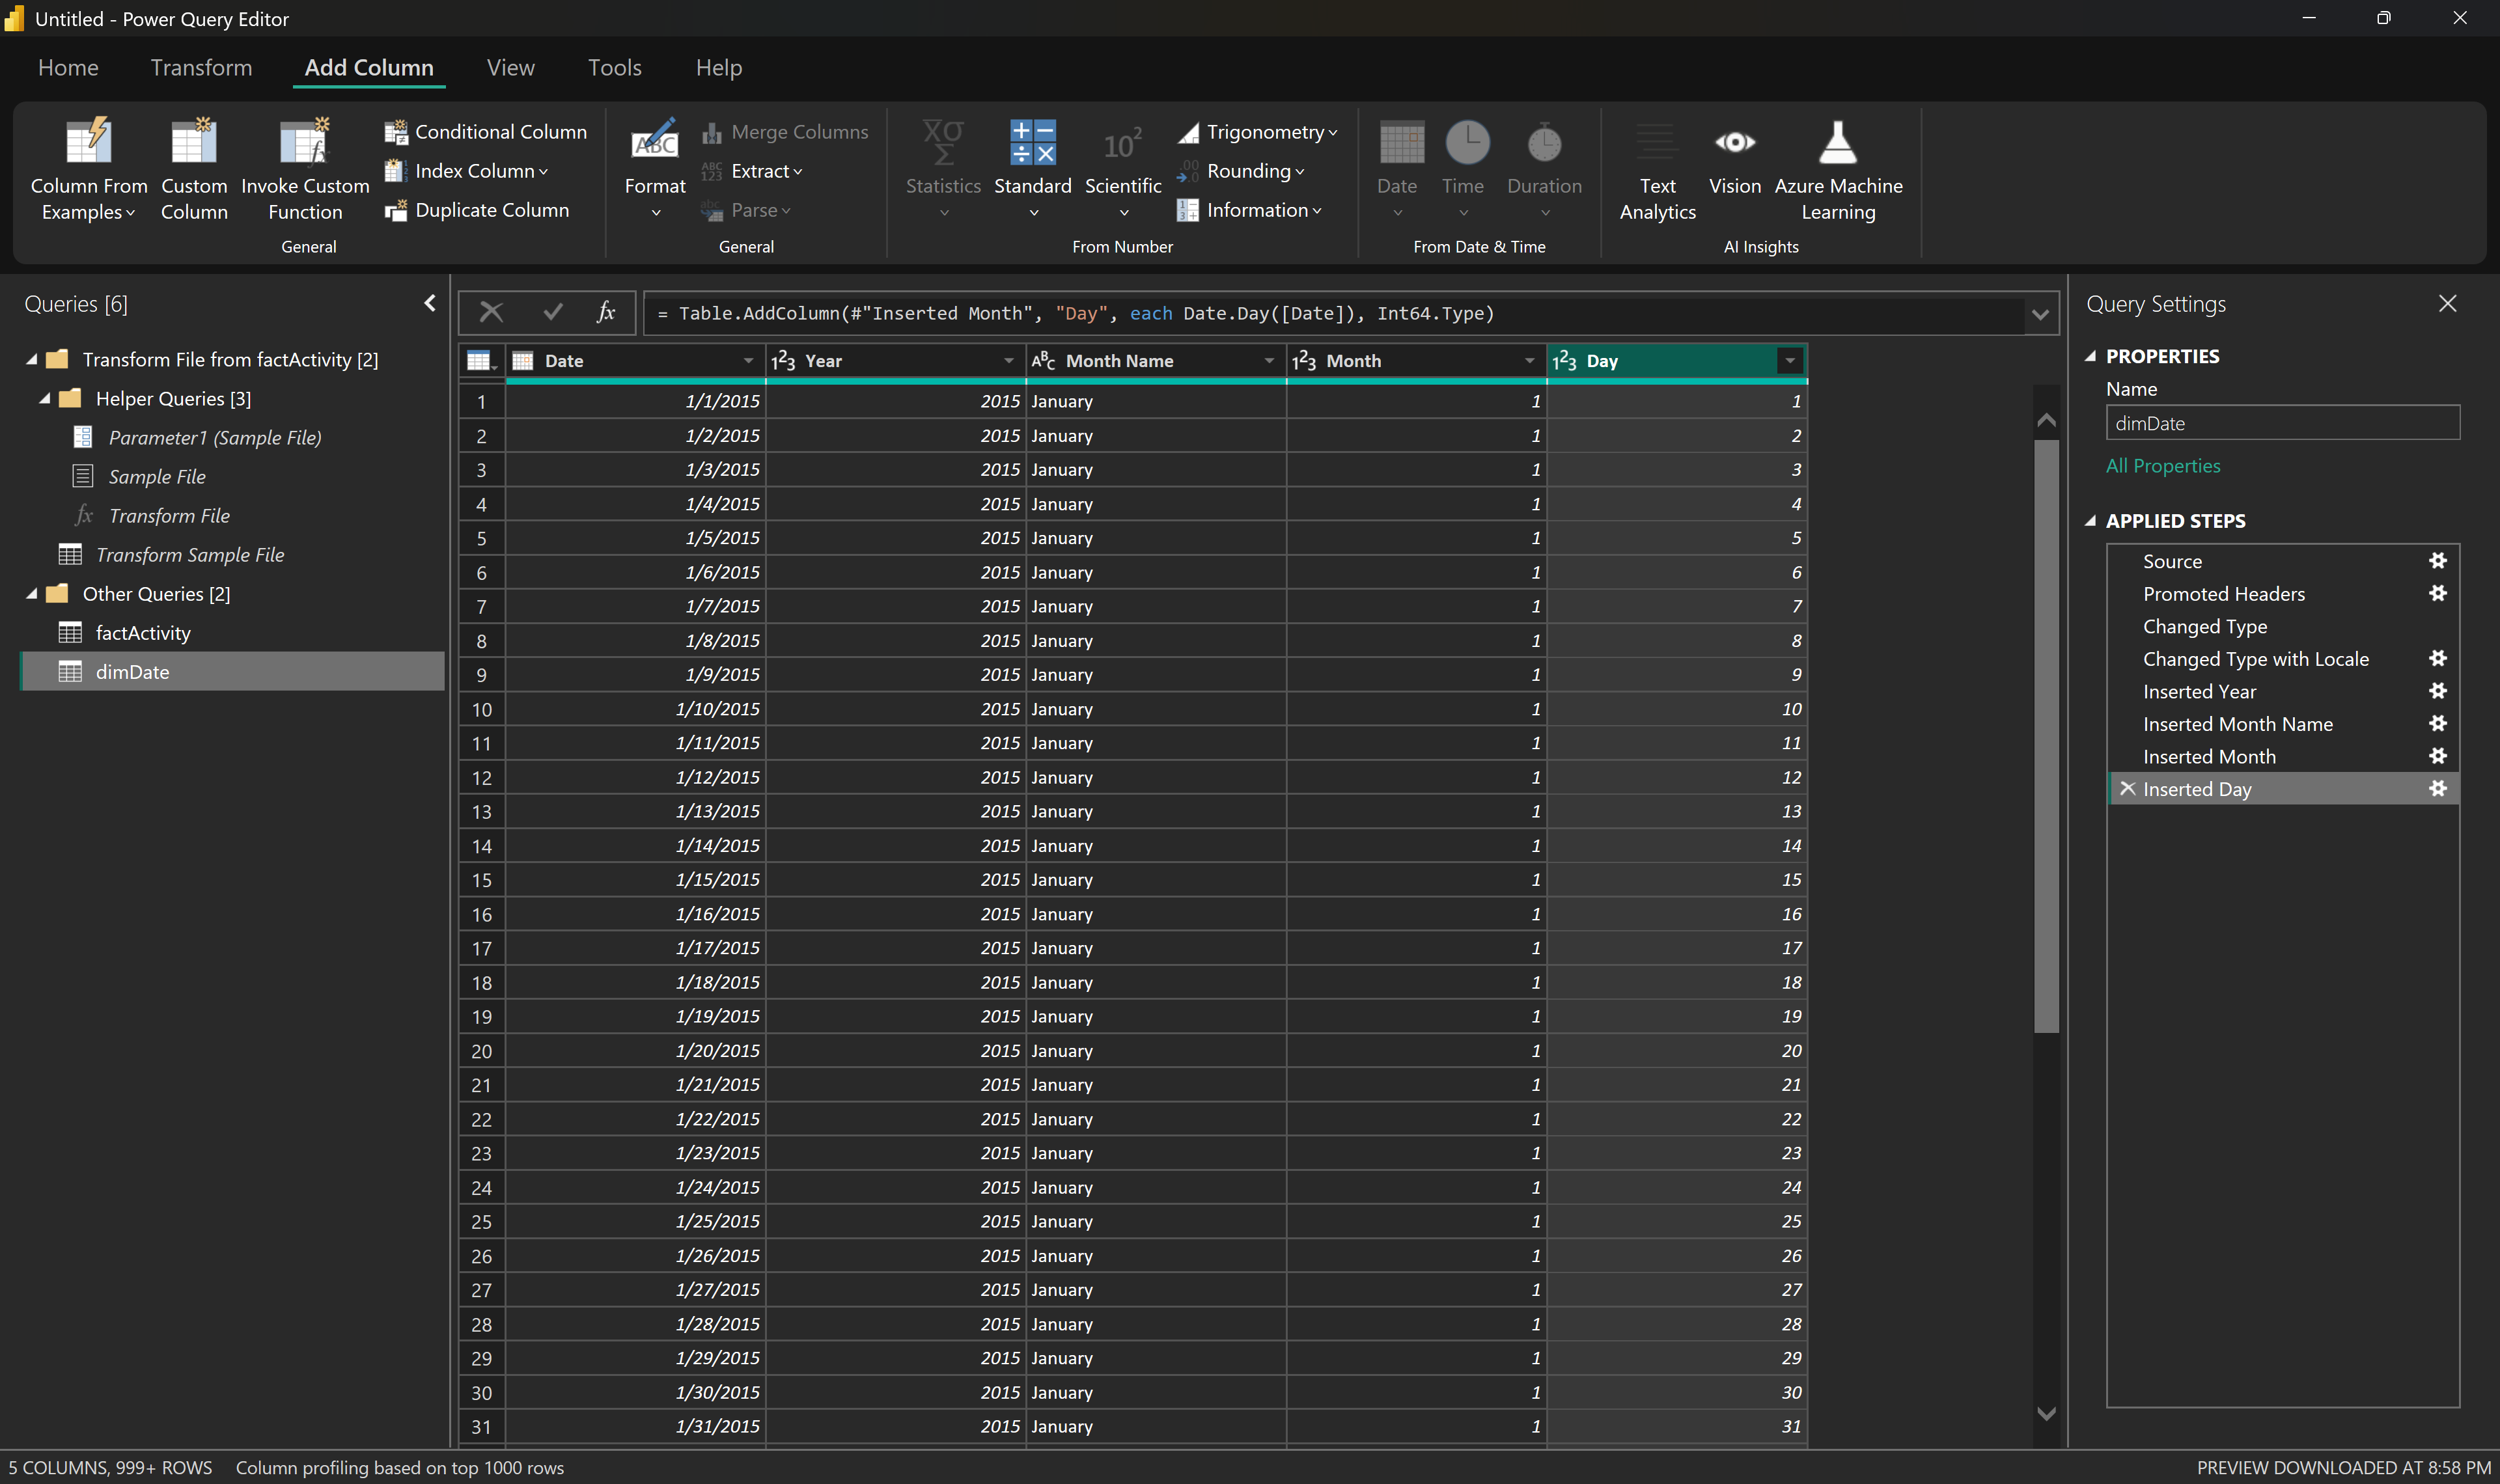 Untitled - Power Query Editor
Home Transform Add Column View Tools Help
Column From Examples
Custom Column
Invoke Custom Function
Conditional Column
Index Column
Duplicate Column
General
Format
Merge Columns
Extract
Parse
General
Statistics
Standard
Scientific
Trigonometry
Rounding
Information
From Number
Date
Time
Duration
From Date & Time
Text Analytics
Vision
Azure Machine Learning
AI Insights
Queries [6]
Transform File from factActivity [2]
Helper Queries [3]
Parameter1 (Sample File)
Sample File
Transform File
Transform Sample File
Other Queries [2]
factActivity
dimDate
= Table.AddColumn(#"Inserted Month", "Day", each Date.Day([Date]), Int64.Type)
Date Year Month Name Month Day
1 1/1/2015 2015 January 1 1
2 1/2/2015 2015 January 1 2
3 1/3/2015 2015 January 1 3
4 1/4/2015 2015 January 1 4
5 1/5/2015 2015 January 1 5
6 1/6/2015 2015 January 1 6
7 1/7/2015 2015 January 1 7
8 1/8/2015 2015 January 1 8
9 1/9/2015 2015 January 1 9
10 1/10/2015 2015 January 1 10
11 1/11/2015 2015 January 1 11
12 1/12/2015 2015 January 1 12
13 1/13/2015 2015 January 1 13
14 1/14/2015 2015 January 1 14
15 1/15/2015 2015 January 1 15
16 1/16/2015 2015 January 1 16
17 1/17/2015 2015 January 1 17
18 1/18/2015 2015 January 1 18
19 1/19/2015 2015 January 1 19
20 1/20/2015 2015 January 1 20
21 1/21/2015 2015 January 1 21
22 1/22/2015 2015 January 1 22
23 1/23/2015 2015 January 1 23
24 1/24/2015 2015 January 1 24
25 1/25/2015 2015 January 1 25
26 1/26/2015 2015 January 1 26
27 1/27/2015 2015 January 1 27
28 1/28/2015 2015 January 1 28
29 1/29/2015 2015 January 1 29
30 1/30/2015 2015 January 1 30
31 1/31/2015 2015 January 1 31
Query Settings
PROPERTIES
Name
dimDate
All Properties
APPLIED STEPS
Source
Promoted Headers
Changed Type
Changed Type with Locale
Inserted Year
Inserted Month Name
Inserted Month
Inserted Day
5 COLUMNS, 999+ ROWS Column profiling based on top 1000 rows
PREVIEW DOWNLOADED AT 8:58 PM